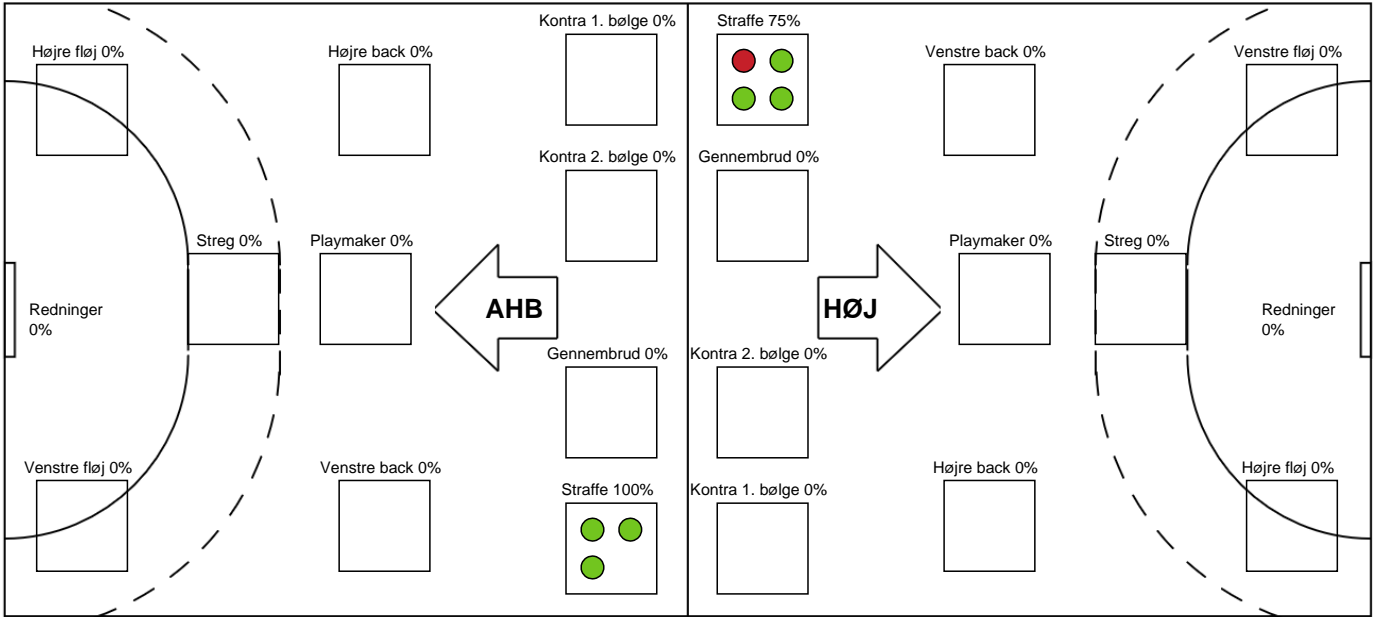 Kontra 1. bølge 0%
Straffe 75%
Højre fløj 0%
Højre back 0%
Venstre back 0%
Venstre fløj 0%
Kontra 2. bølge 0%
Gennembrud 0%
Streg 0%
Playmaker 0%
Playmaker 0%
Streg 0%
Redninger
0%
AHB
HØJ
Redninger
0%
Gennembrud 0%
Kontra 2. bølge 0%
Venstre fløj 0%
Venstre back 0%
Højre back 0%
Højre fløj 0%
Straffe 100%
Kontra 1. bølge 0%